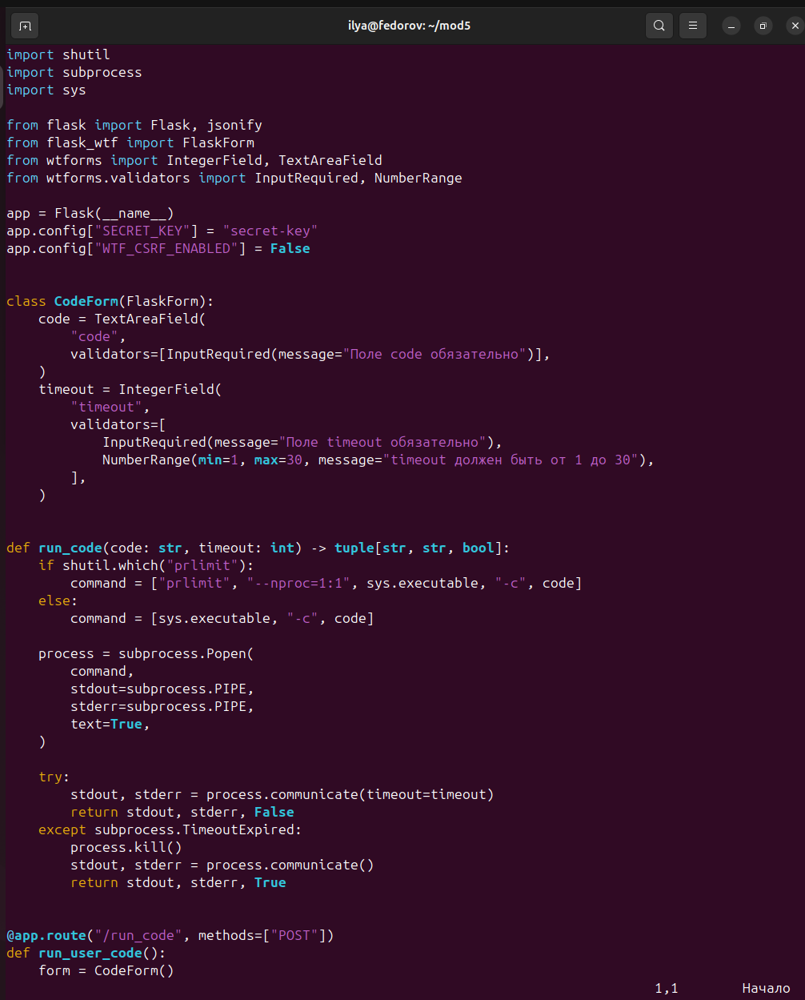 ilya@fedorov: ~/mod5
import shutil
import subprocess
import sys

from flask import Flask, jsonify
from flask_wtf import FlaskForm
from wtforms import IntegerField, TextAreaField
from wtforms.validators import InputRequired, NumberRange

app = Flask(__name__)
app.config["SECRET_KEY"] = "secret-key"
app.config["WTF_CSRF_ENABLED"] = False


class CodeForm(FlaskForm):
    code = TextAreaField(
        "code",
        validators=[InputRequired(message="Поле code обязательно")],
    )
    timeout = IntegerField(
        "timeout",
        validators=[
            InputRequired(message="Поле timeout обязательно"),
            NumberRange(min=1, max=30, message="timeout должен быть от 1 до 30"),
        ],
    )


def run_code(code: str, timeout: int) -> tuple[str, str, bool]:
    if shutil.which("prlimit"):
        command = ["prlimit", "--nproc=1:1", sys.executable, "-c", code]
    else:
        command = [sys.executable, "-c", code]

    process = subprocess.Popen(
        command,
        stdout=subprocess.PIPE,
        stderr=subprocess.PIPE,
        text=True,
    )

    try:
        stdout, stderr = process.communicate(timeout=timeout)
        return stdout, stderr, False
    except subprocess.TimeoutExpired:
        process.kill()
        stdout, stderr = process.communicate()
        return stdout, stderr, True


@app.route("/run_code", methods=["POST"])
def run_user_code():
    form = CodeForm()
1,1 Начало